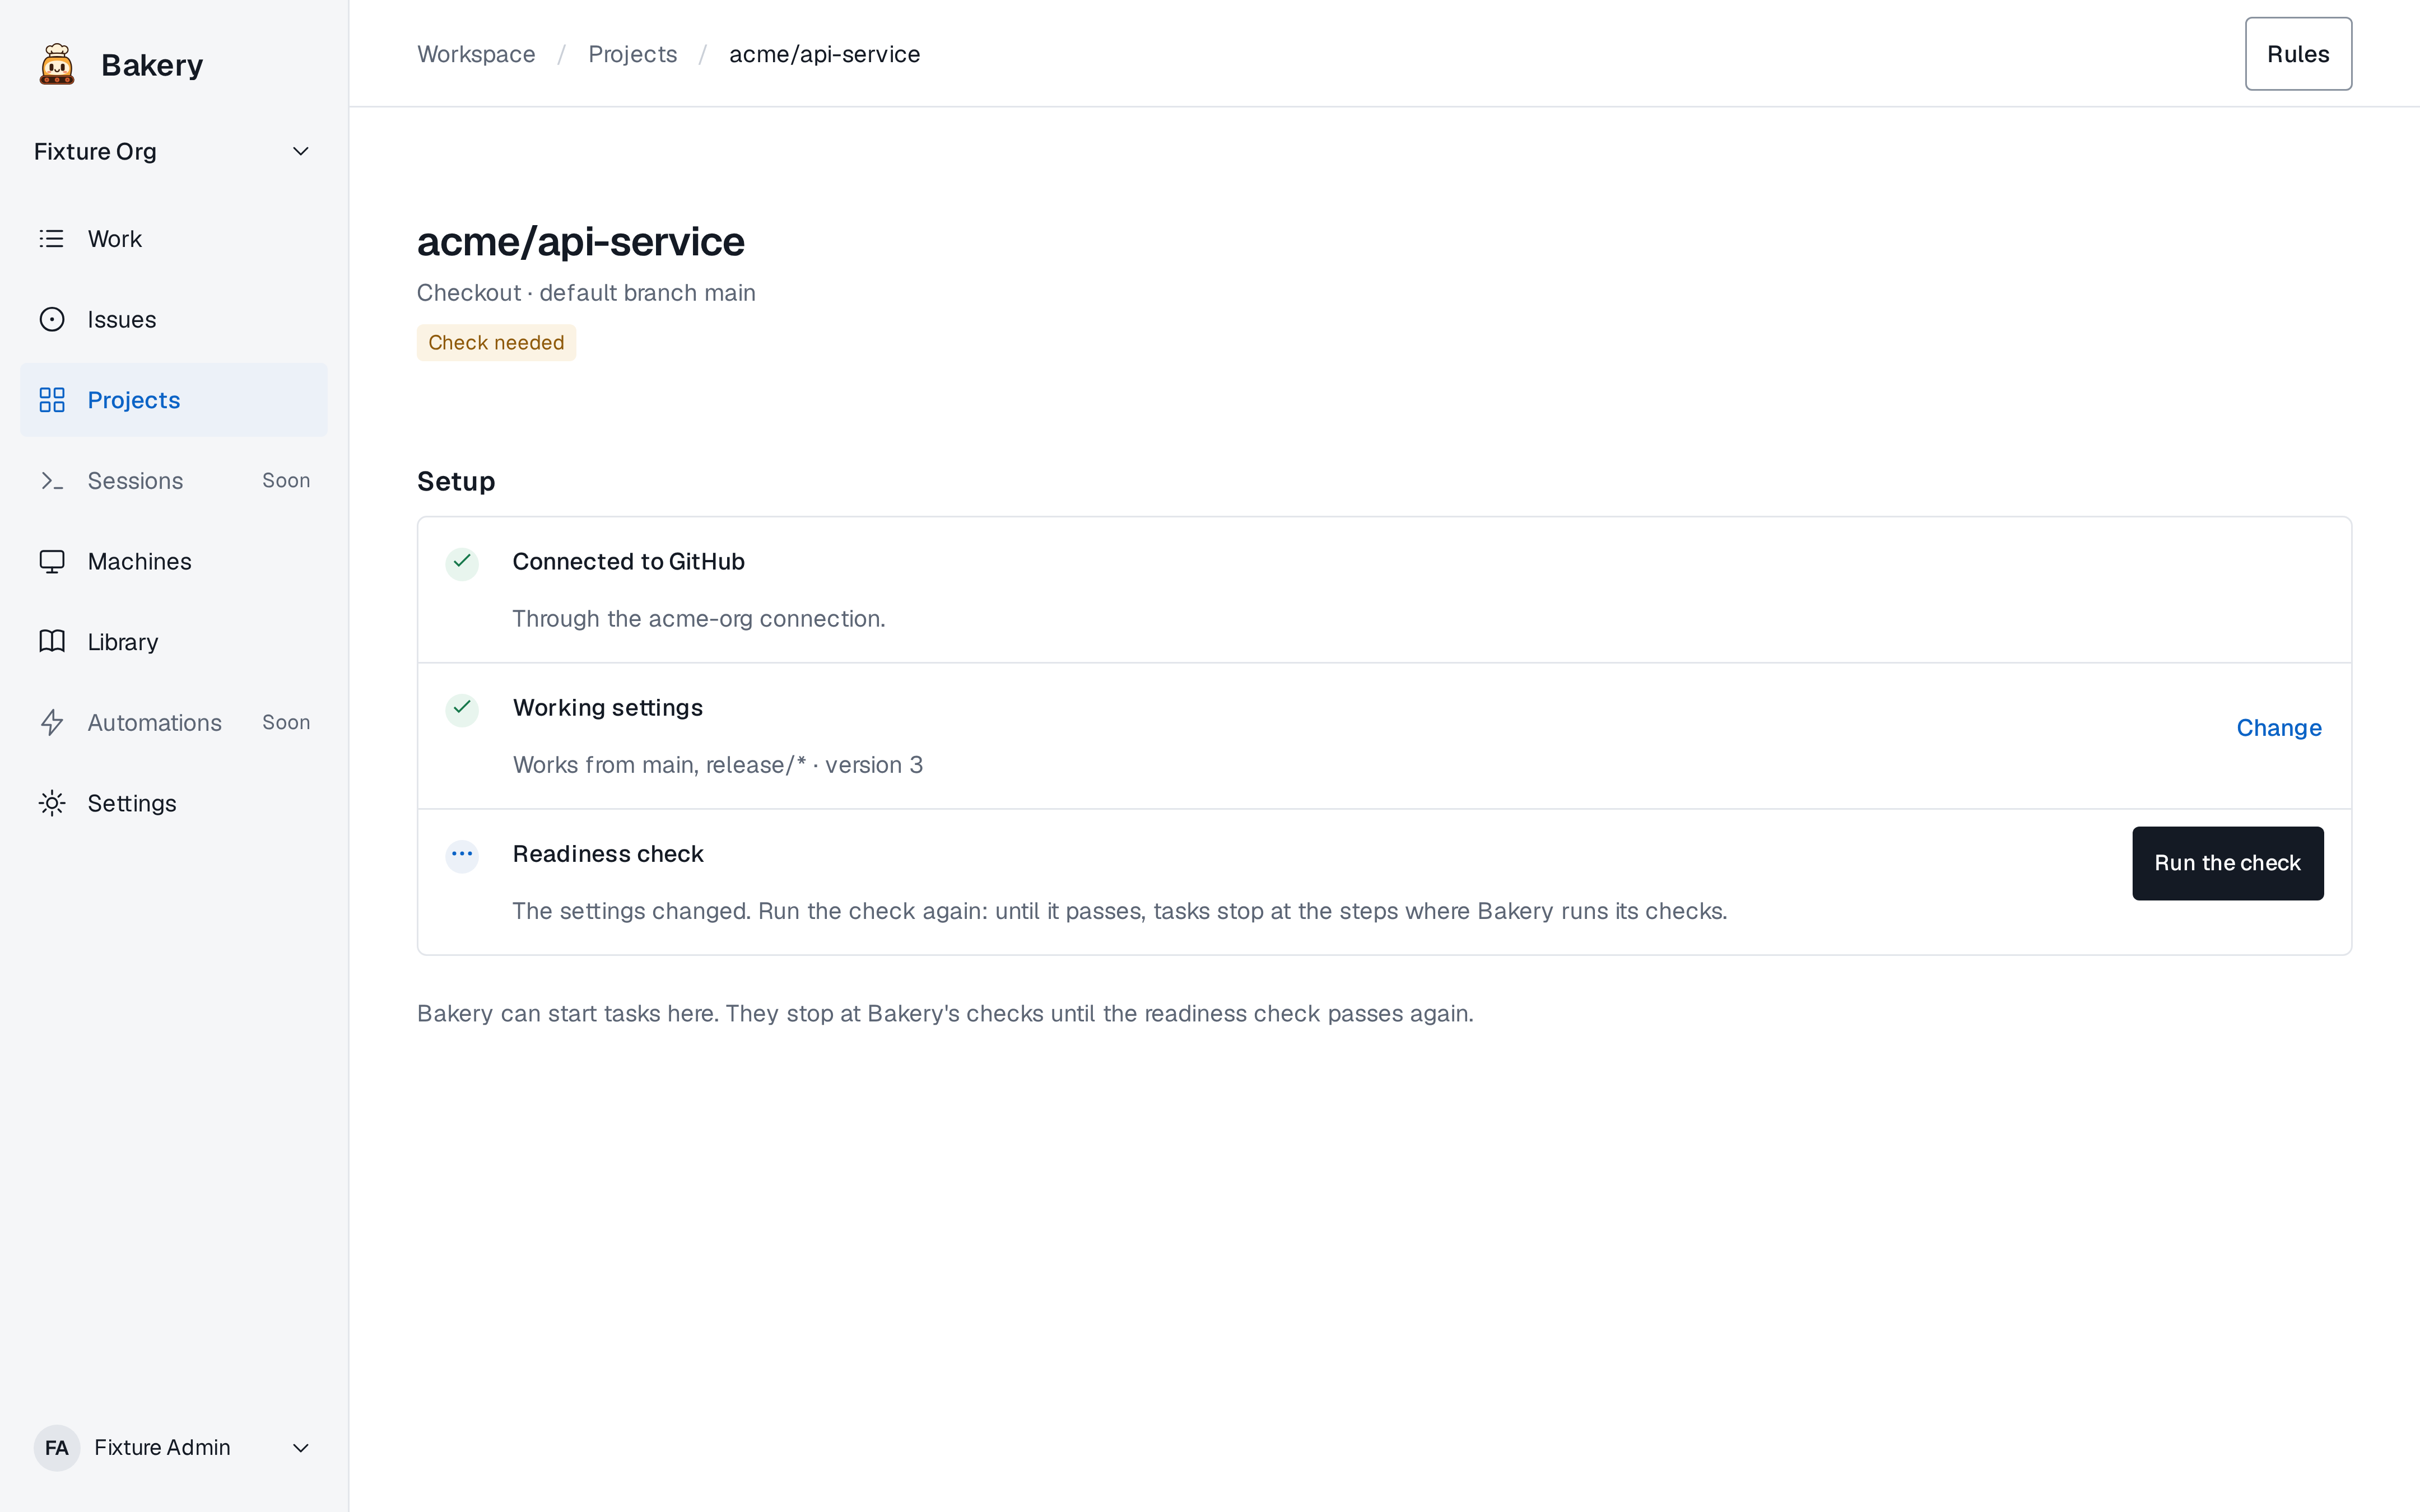 Bakery
Fixture Org
Work
Issues
Projects
Sessions Soon
Machines
Library
Automations Soon
Settings
FA Fixture Admin
Workspace / Projects / acme/api-service
Rules
acme/api-service
Checkout · default branch main
Check needed
Setup
Connected to GitHub
Through the acme-org connection.
Working settings
Works from main, release/* · version 3
Change
Readiness check
The settings changed. Run the check again: until it passes, tasks stop at the steps where Bakery runs its checks.
Run the check
Bakery can start tasks here. They stop at Bakery's checks until the readiness check passes again.